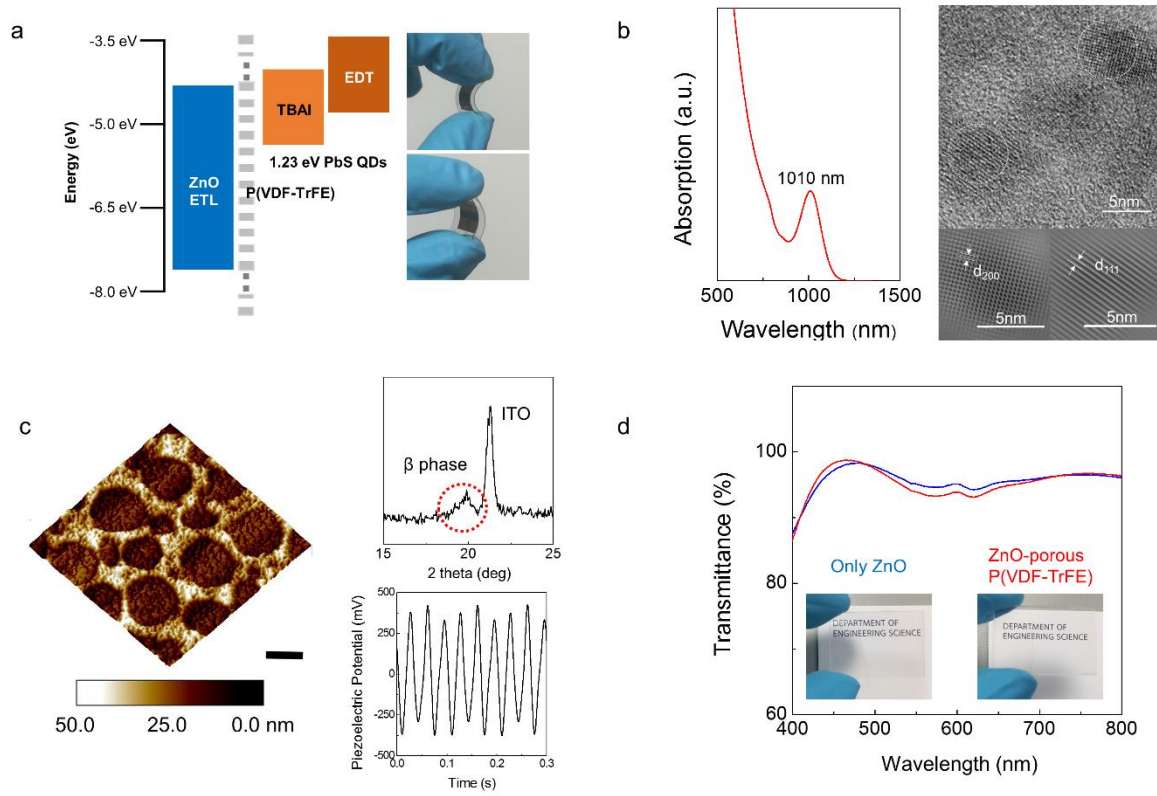 a
-3.5 eV
-5.0 eV
-6.5 eV
-8.0 eV
Energy (eV)
ZnO
ETL
P(VDF-TrFE)
TBAI
EDT
1.23 eV PbS QDs
b
Absorption (a.u.)
1010 nm
500
1000
1500
Wavelength (nm)
5nm
d200
5nm
d111
5nm
c
50.0
25.0
0.0 nm
β phase
ITO
15
20
25
2 theta (deg)
Piezoelectric Potential (mV)
500
250
0
-250
-500
0.0
0.1
0.2
0.3
Time (s)
d
Transmittance (%)
100
80
60
Only ZnO
ZnO-porous
P(VDF-TrFE)
DEPARTMENT OF
ENGINEERING SCIENCE
DEPARTMENT OF
ENGINEERING SCIENCE
400
500
600
700
800
Wavelength (nm)